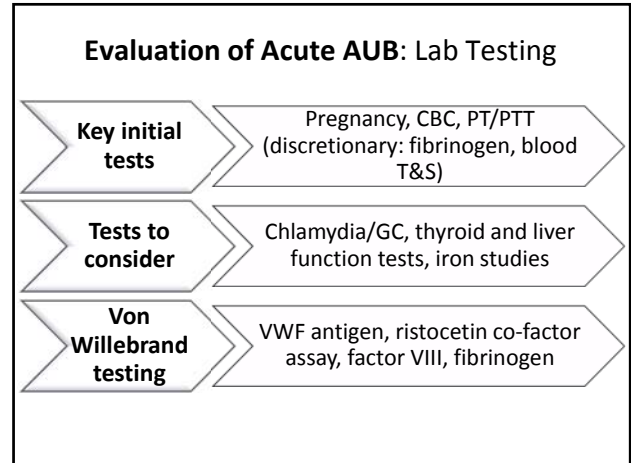 Evaluation of Acute AUB: Lab Testing
Key initial
tests
Pregnancy, CBC, PT/PTT
(discretionary: fibrinogen, blood
T&S)
Tests to
consider
Chlamydia/GC, thyroid and liver
function tests, iron studies
Von
Willebrand
testing
VWF antigen, ristocetin co-factor
assay, factor VIII, fibrinogen